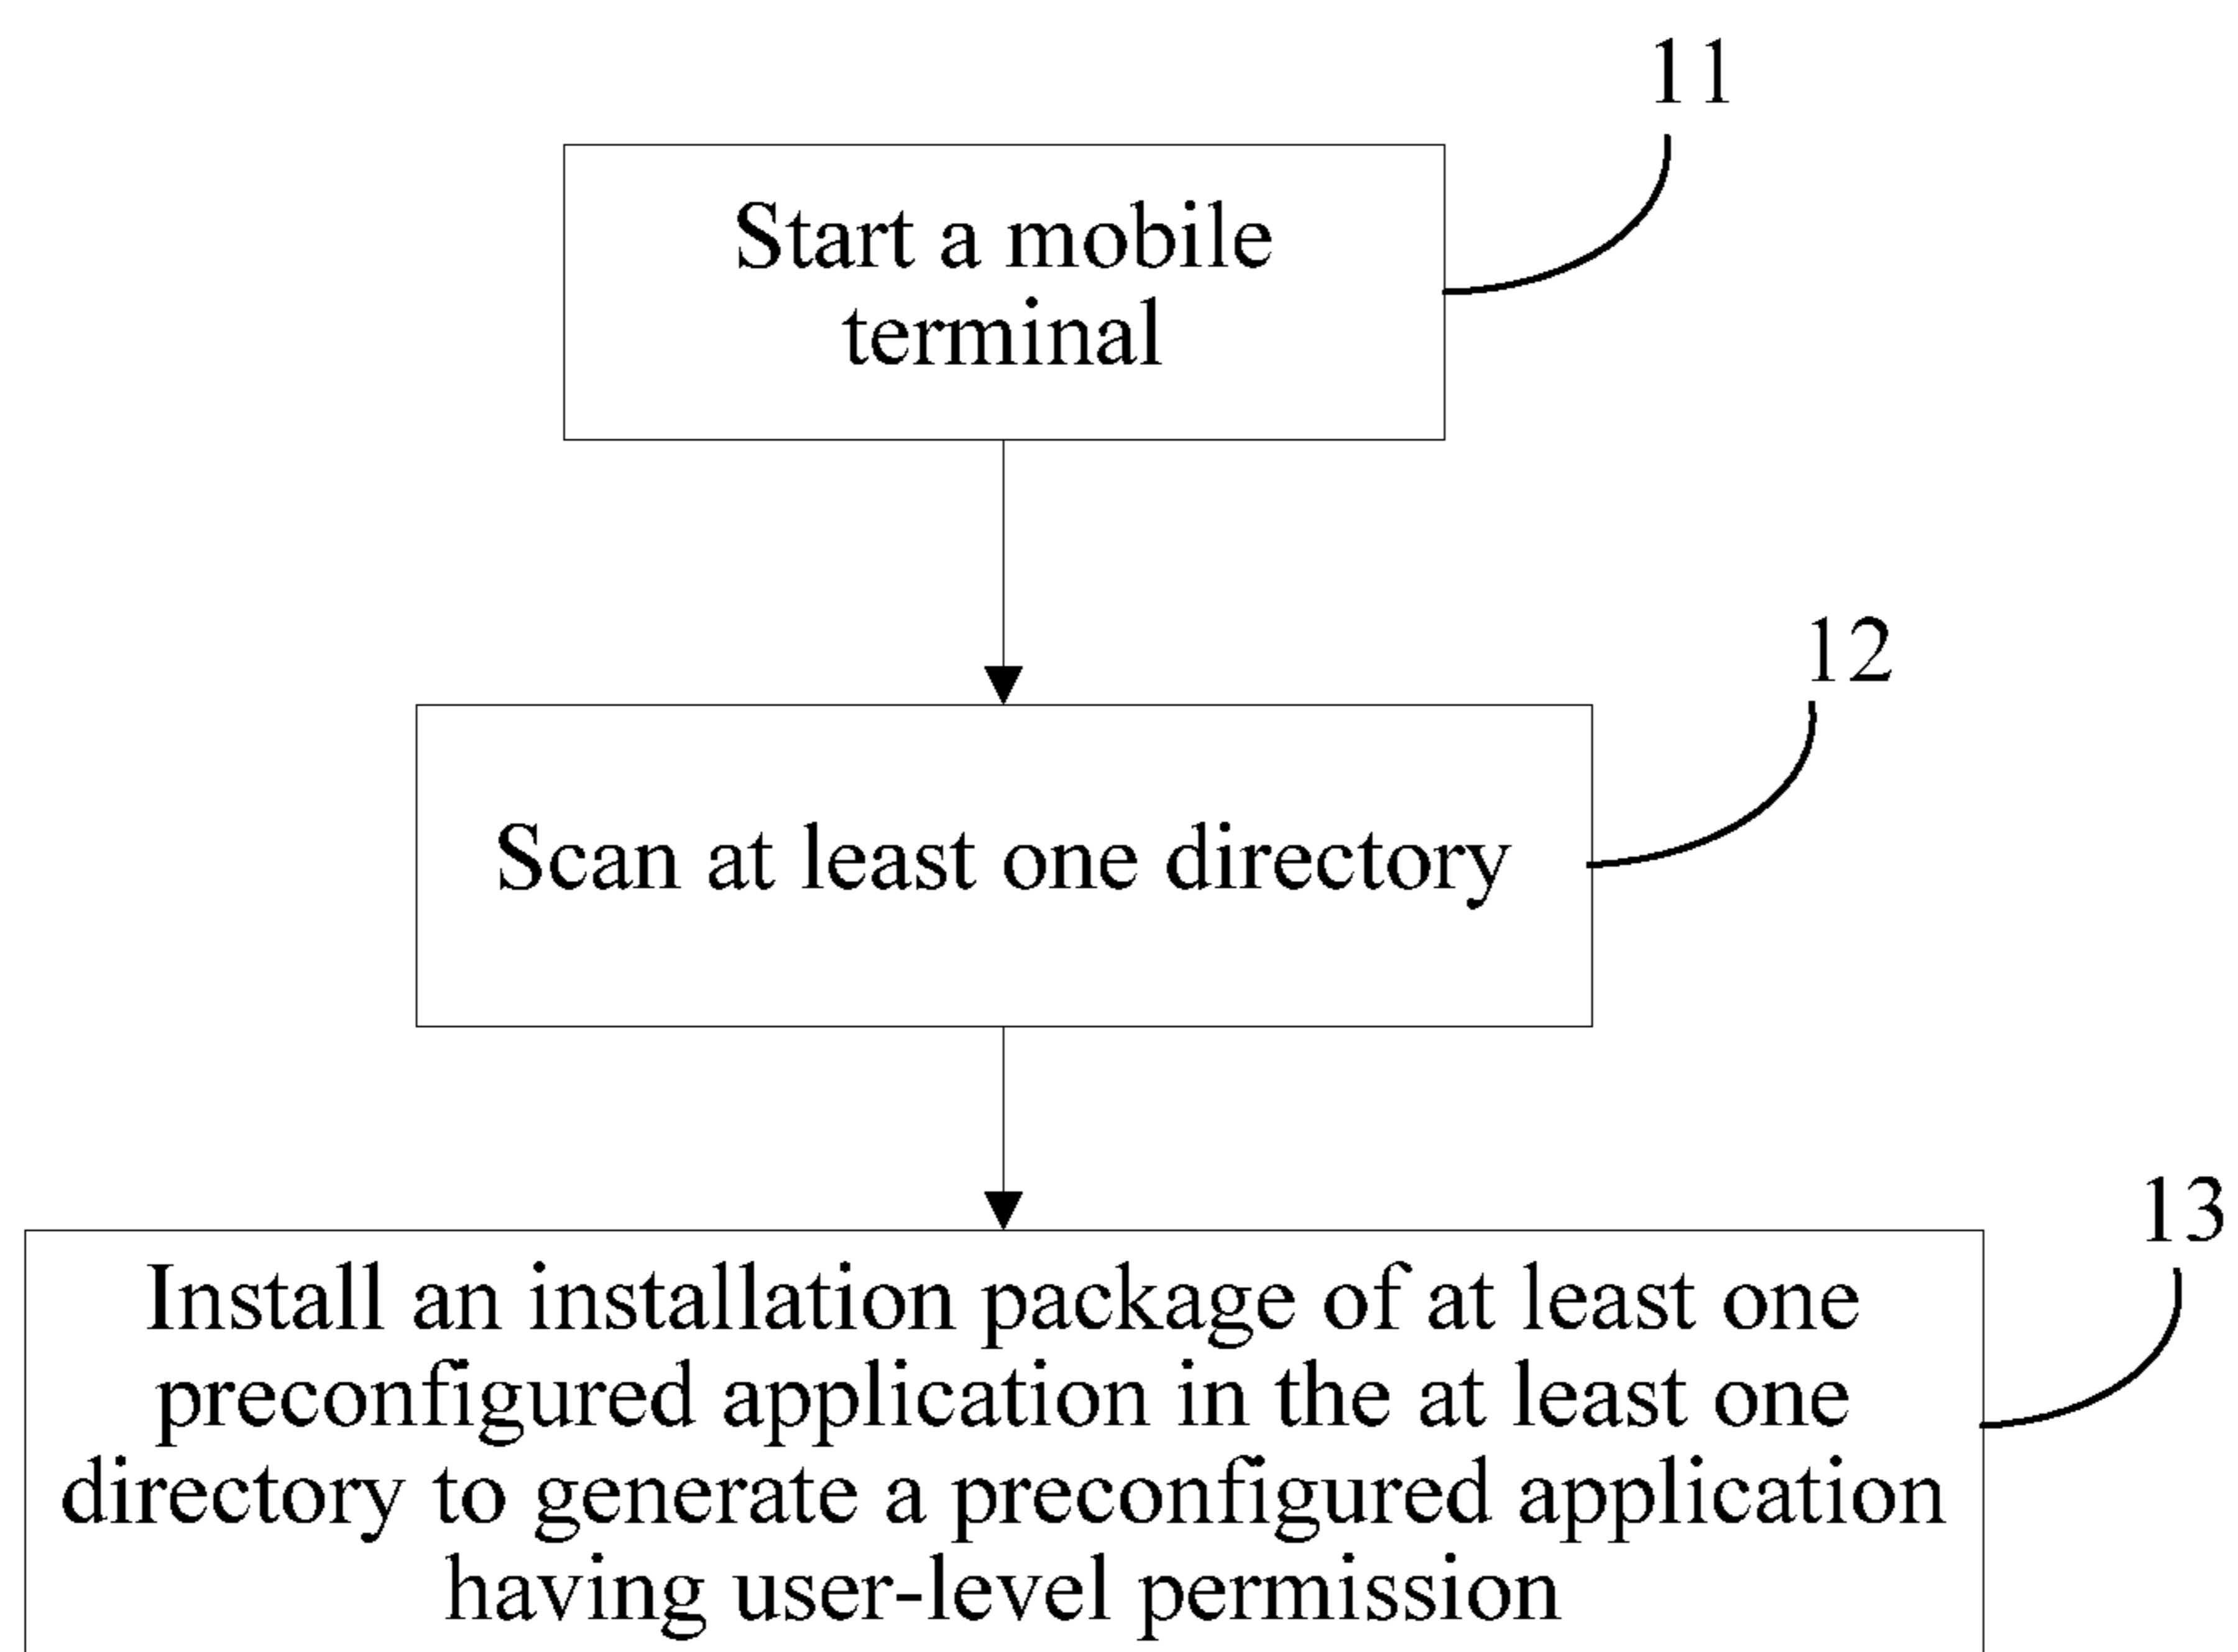 11
Start a mobile
terminal
12
Scan at least one directory
13
Install an installation package of at least one
preconfigured application in the at least one
directory to generate a preconfigured application
having user-level permission